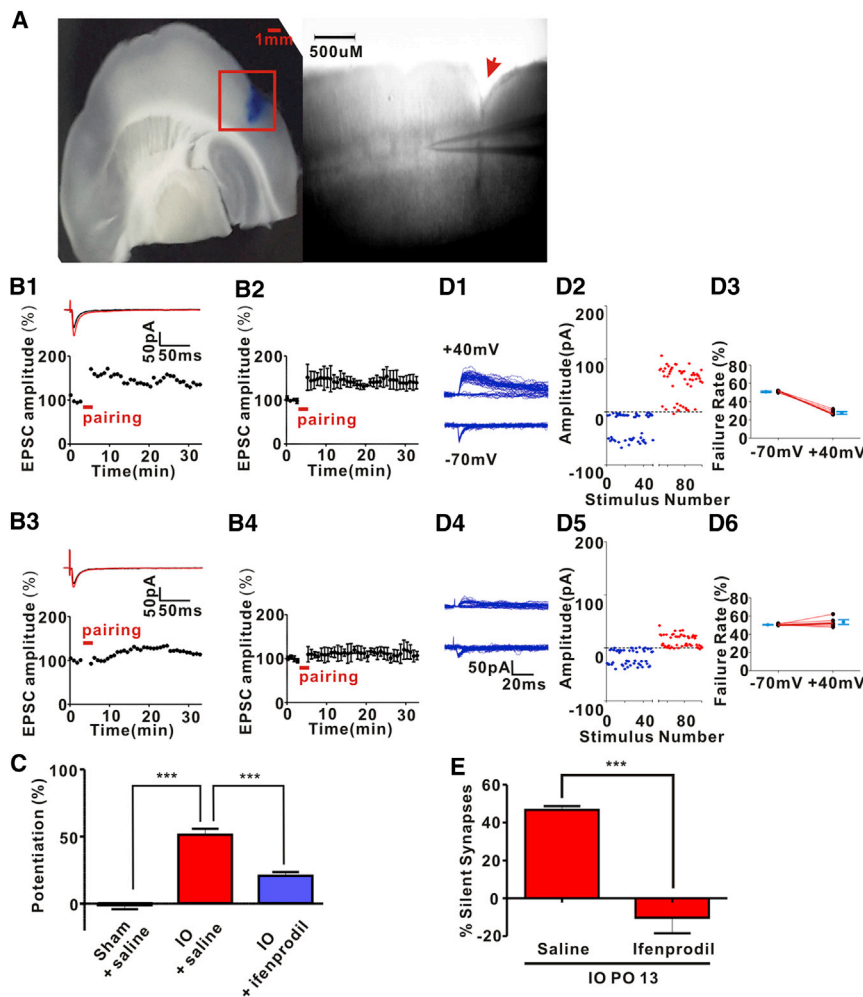 A
1mm
500uM
B1
B2
D1
D2
D3
EPSC amplitude (%)
200
100
0
50pA
50ms
pairing
0 10 20 30
Time(min)
EPSC amplitude (%)
200
100
0
pairing
0 10 20 30
Time(min)
+40mV
-70mV
Amplitude(pA)
200
100
0
-100
0 40 80
Stimulus Number
Failure Rate (%)
80
60
40
20
0
-70mV +40mV
B3
B4
D4
D5
D6
EPSC amplitude (%)
200
100
0
50pA
50ms
pairing
0 10 20 30
Time(min)
EPSC amplitude (%)
200
100
0
pairing
0 10 20 30
Time(min)
50pA
20ms
Amplitude(pA)
200
100
0
-100
0 40 80
Stimulus Number
Failure Rate (%)
100
80
60
40
20
0
-70mV +40mV
C
Potentiation (%)
100
50
0
*** ***
Sham + saline
IO + saline
IO + ifenprodil
E
% Silent Synapses
60
40
20
0
-20
***
Saline Ifenprodil
IO PO 13